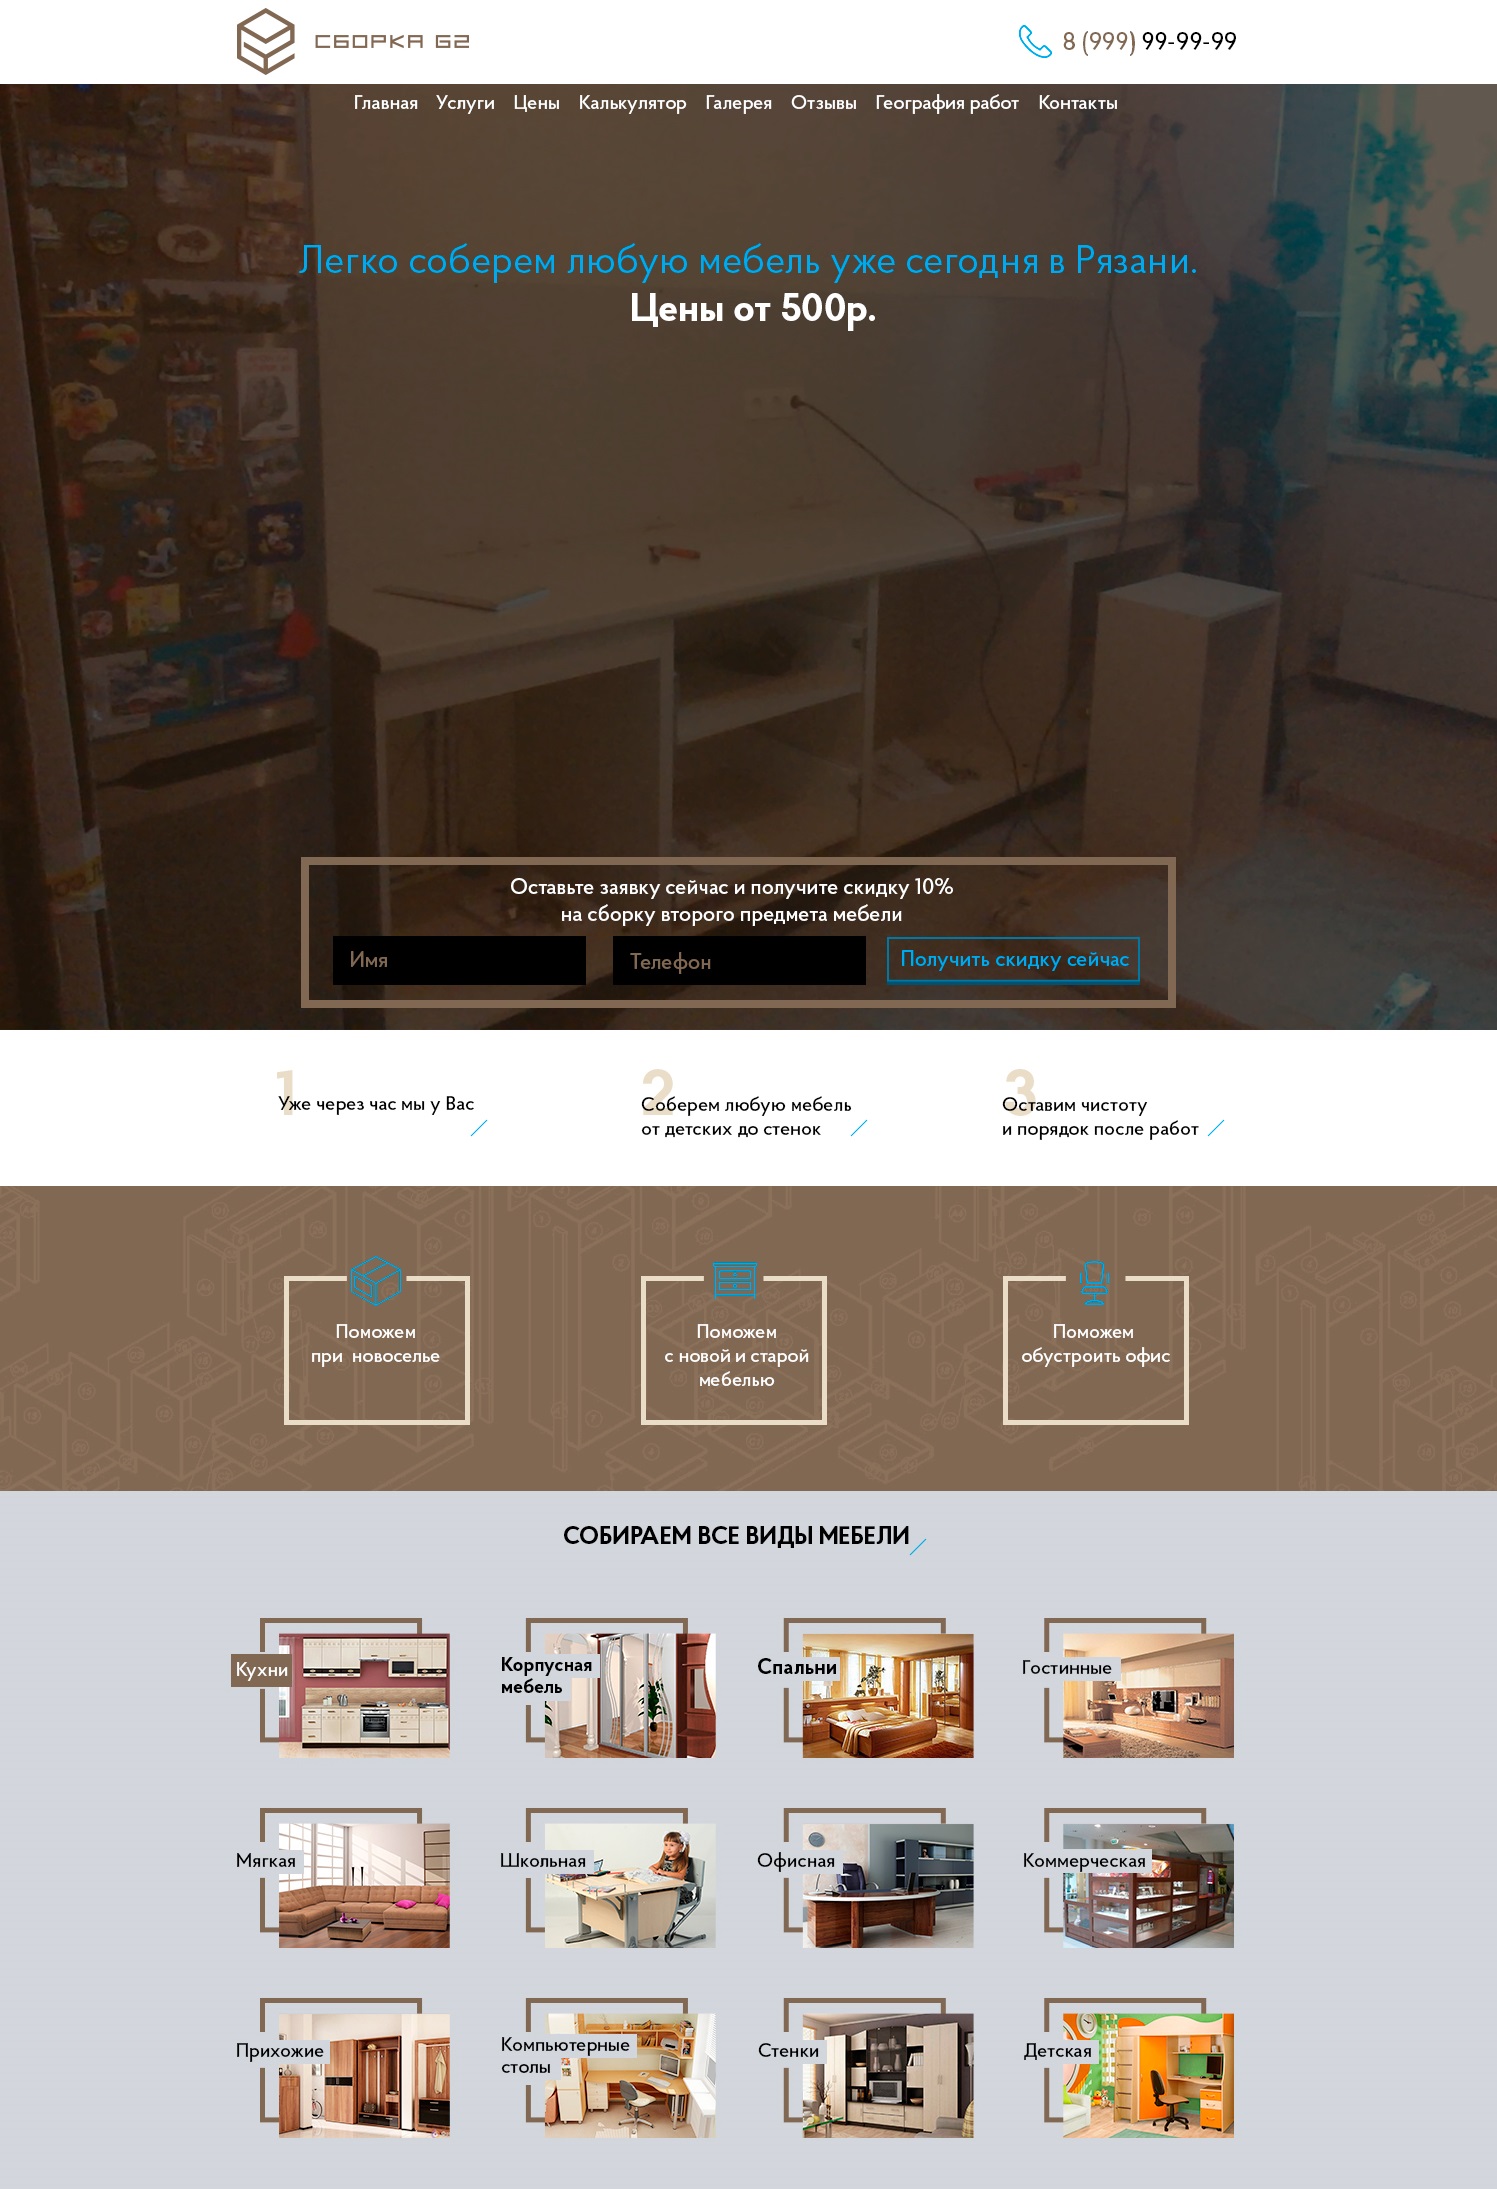 СБОРКА 62
8 (999) 99-99-99
Главная Услуги Цены Калькулятор Галерея Отзывы География работ Контакты
Легко соберем любую мебель уже сегодня в Рязани.
Цены от 500р.
Оставьте заявку сейчас и получите скидку 10%
на сборку второго предмета мебели
Имя
Телефон
Получить скидку сейчас
1
Уже через час мы у Вас
2
Соберем любую мебель
от детских до стенок
3
Оставим чистоту
и порядок после работ
Поможем
при новоселье
Поможем
с новой и старой
мебелью
Поможем
обустроить офис
СОБИРАЕМ ВСЕ ВИДЫ МЕБЕЛИ
Кухни
Корпусная
мебель
Спальни
Гостинные
Мягкая
Школьная
Офисная
Коммерческая
Прихожие
Компьютерные
столы
Стенки
Детская